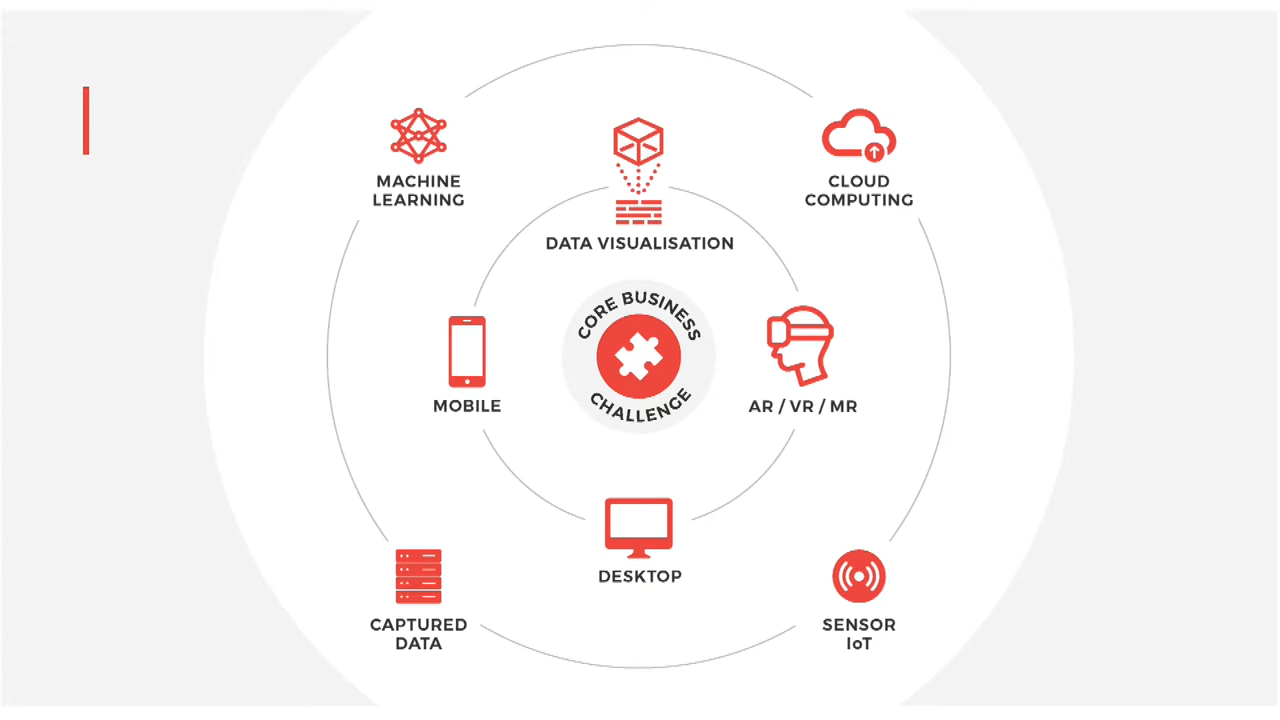 MACHINE
LEARNING
DATA VISUALISATION
CLOUD
COMPUTING
CORE BUSINESS
CHALLENGE
MOBILE
AR / VR / MR
DESKTOP
CAPTURED
DATA
SENSOR
IoT